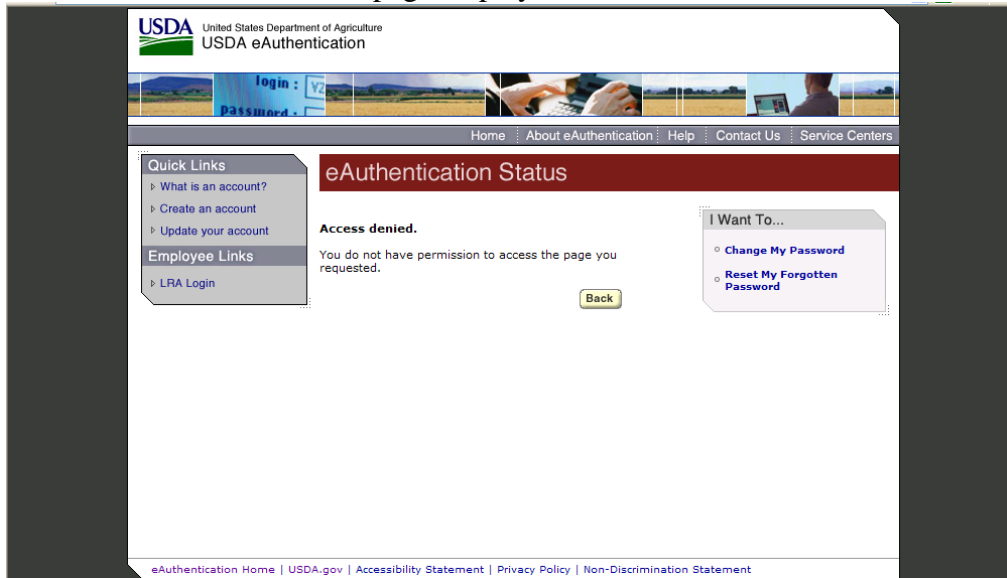 USDA United States Department of Agriculture
USDA eAuthentication
login :
password :
Home About eAuthentication Help Contact Us Service Centers
Quick Links
What is an account?
Create an account
Update your account
Employee Links
LRA Login
eAuthentication Status
Access denied.
You do not have permission to access the page you
requested.
Back
I Want To...
Change My Password
Reset My Forgotten
Password
eAuthentication Home | USDA.gov | Accessibility Statement | Privacy Policy | Non-Discrimination Statement